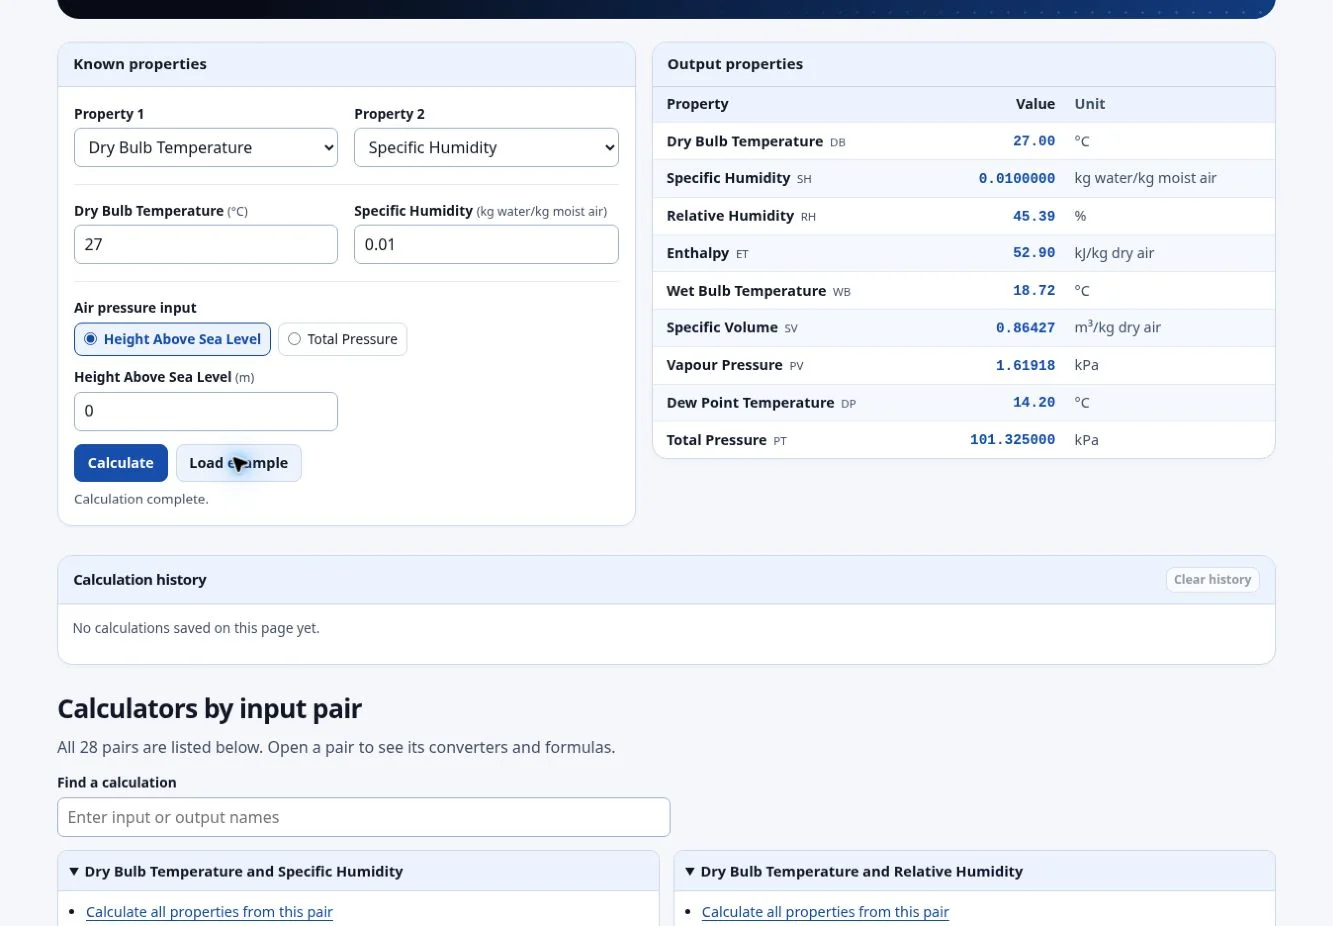 Known properties
Property 1
Property 2
Dry Bulb Temperature
Specific Humidity
Dry Bulb Temperature (°C)
Specific Humidity (kg water/kg moist air)
27
0.01
Air pressure input
Height Above Sea Level
Total Pressure
Height Above Sea Level (m)
0
Calculate
Load example
Calculation complete.
Output properties
Property Value Unit
Dry Bulb Temperature DB 27.00 °C
Specific Humidity SH 0.0100000 kg water/kg moist air
Relative Humidity RH 45.39 %
Enthalpy ET 52.90 kJ/kg dry air
Wet Bulb Temperature WB 18.72 °C
Specific Volume SV 0.86427 m³/kg dry air
Vapour Pressure PV 1.61918 kPa
Dew Point Temperature DP 14.20 °C
Total Pressure PT 101.325000 kPa
Calculation history
Clear history
No calculations saved on this page yet.
Calculators by input pair
All 28 pairs are listed below. Open a pair to see its converters and formulas.
Find a calculation
Enter input or output names
Dry Bulb Temperature and Specific Humidity
Calculate all properties from this pair
Dry Bulb Temperature and Relative Humidity
Calculate all properties from this pair